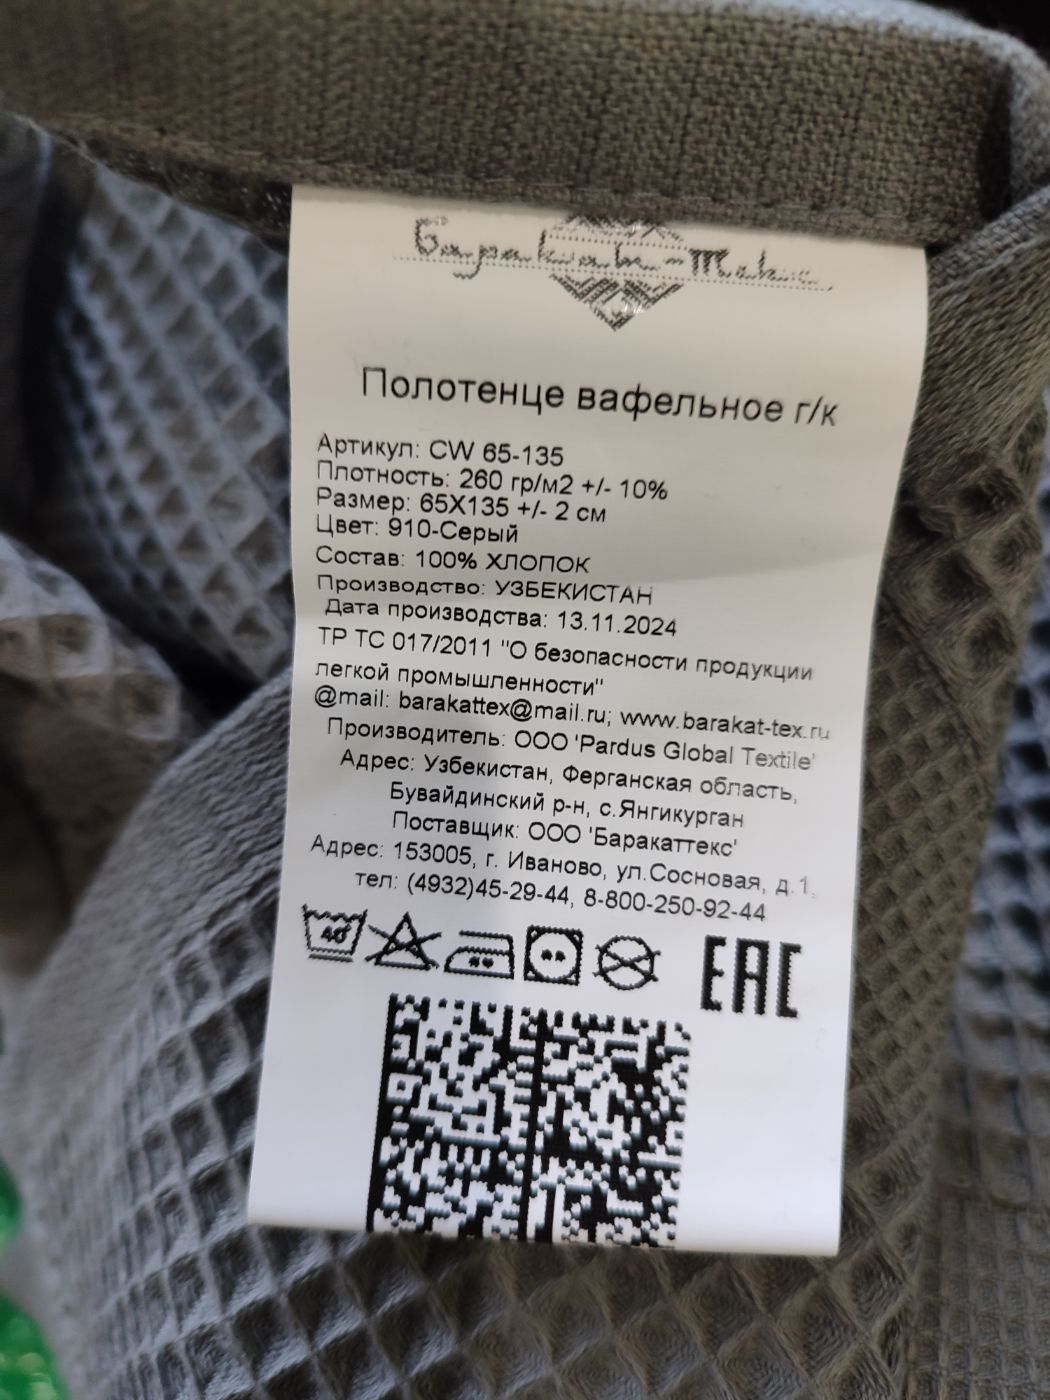 Баракат-Текс
Полотенце вафельное г/к
Артикул: CW 65-135
Плотность: 260 гр/м2 +/- 10%
Размер: 65X135 +/- 2 см
Цвет: 910-Серый
Состав: 100% ХЛОПОК
Производство: УЗБЕКИСТАН
Дата производства: 13.11.2024
ТР ТС 017/2011 "О безопасности продукции
легкой промышленности"
@mail: barakattex@mail.ru; www.barakat-tex.ru
Производитель: ООО 'Pardus Global Textile'
Адрес: Узбекистан, Ферганская область,
Бувайдинский р-н, с.Янгикурган
Поставщик: ООО 'Баракаттекс'
Адрес: 153005, г. Иваново, ул.Сосновая, д.1,
тел: (4932)45-29-44, 8-800-250-92-44
40 EAC